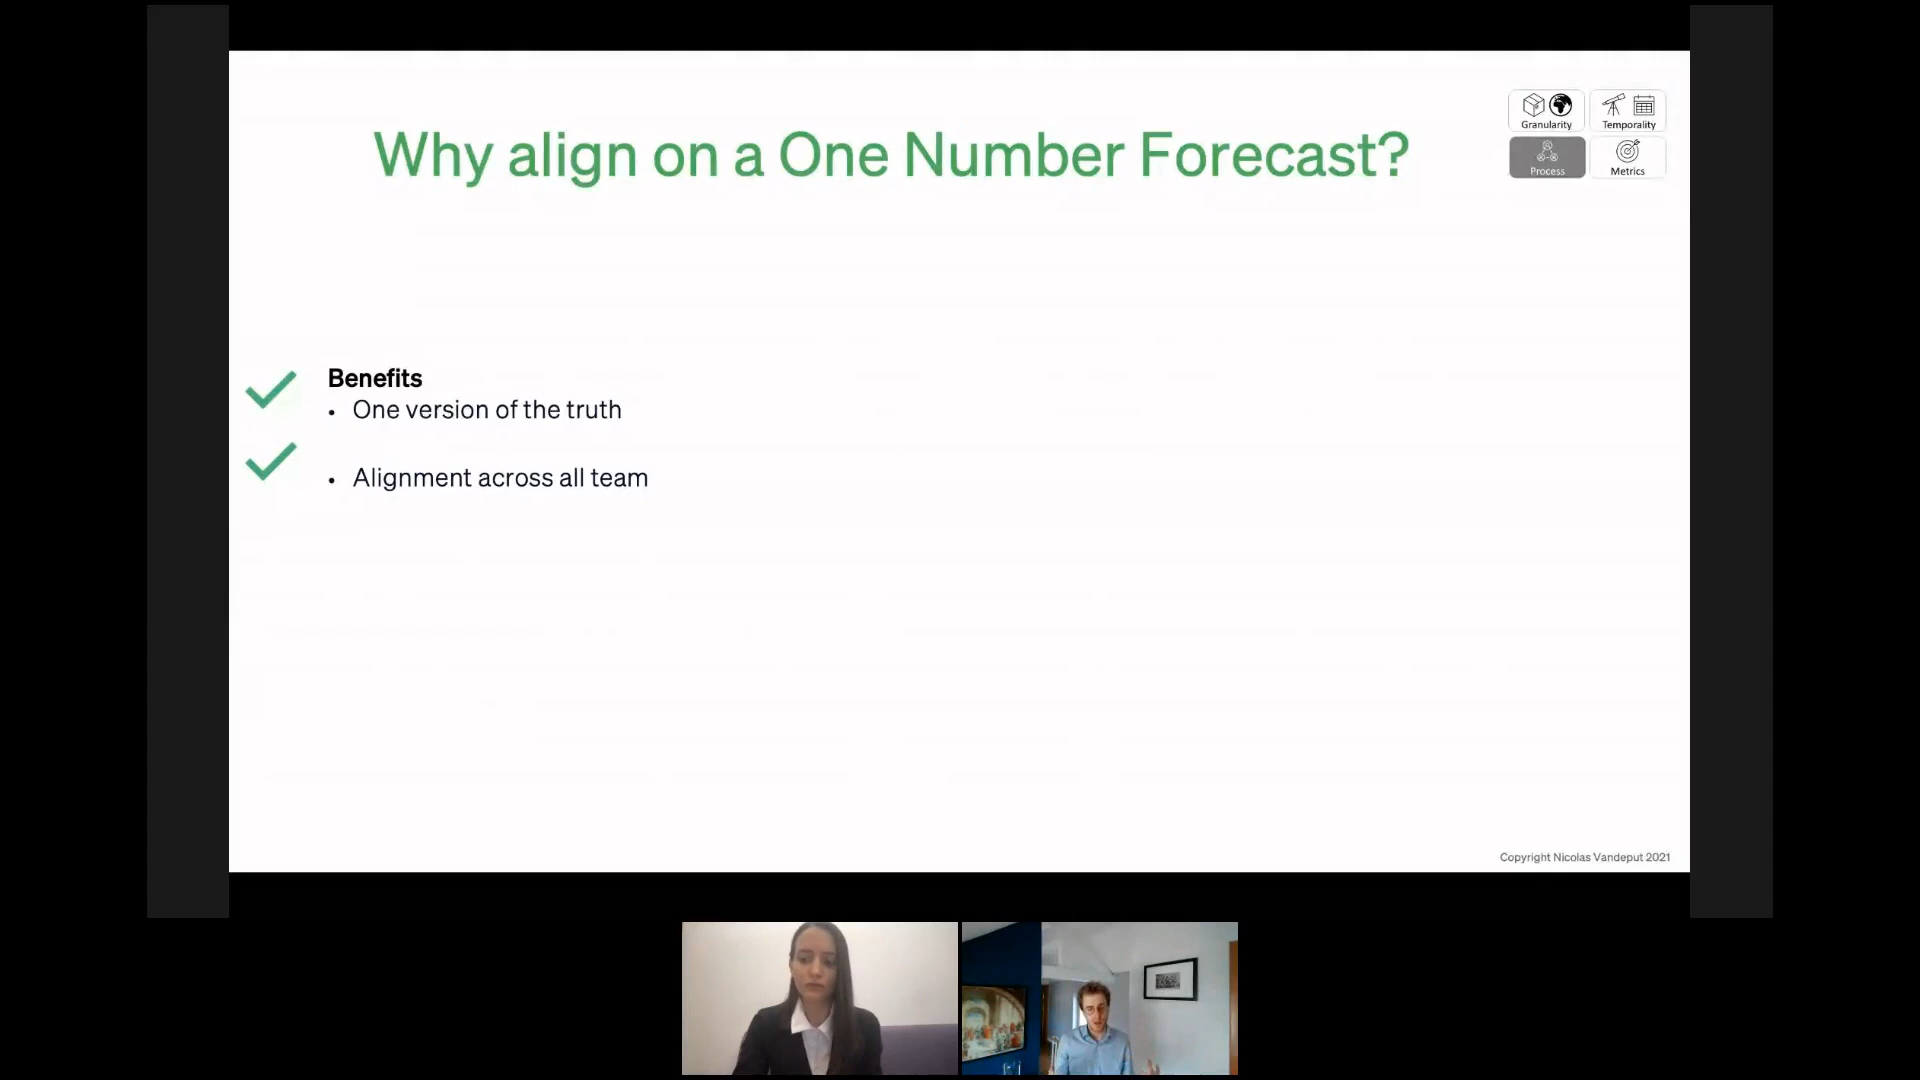 Why align on a One Number Forecast?
Granularity
Temporality
Process
Metrics
Benefits
• One version of the truth
• Alignment across all team
Copyright Nicolas Vandeput 2021